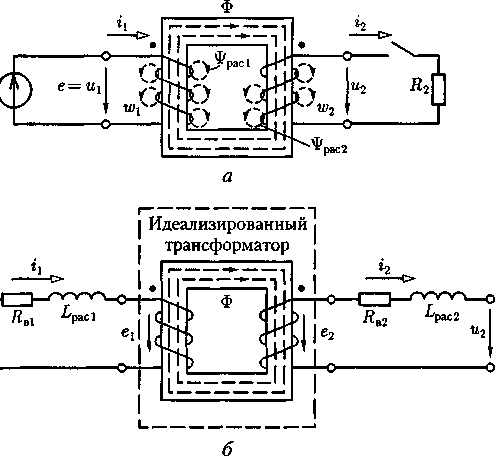 Φ
i₁
i₂
Ψрас1
e = u₁
w₁
w₂
u₂
R₂
Ψрас2
а
Идеализированный
трансформатор
i₁
i₂
Rв1
Lрас1
Φ
e₁
e₂
Rв2
Lрас2
u₂
б